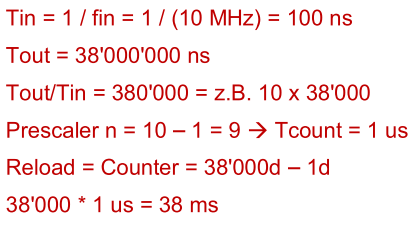 Tin = 1 / fin = 1 / (10 MHz) = 100 ns
Tout = 38'000'000 ns
Tout/Tin = 380'000 = z.B. 10 x 38'000
Prescaler n = 10 – 1 = 9 → Tcount = 1 us
Reload = Counter = 38'000d – 1d
38'000 * 1 us = 38 ms